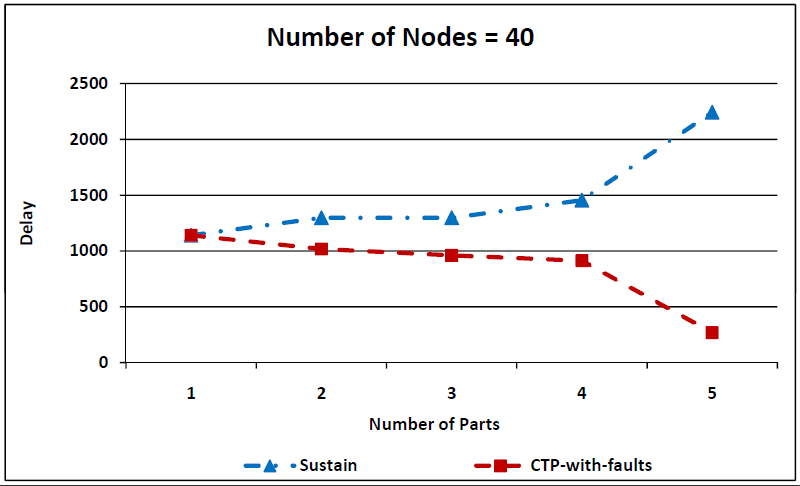 Number of Nodes = 40
2500
2000
1500
1000
500
0
Delay
1 2 3 4 5
Number of Parts
Sustain CTP-with-faults